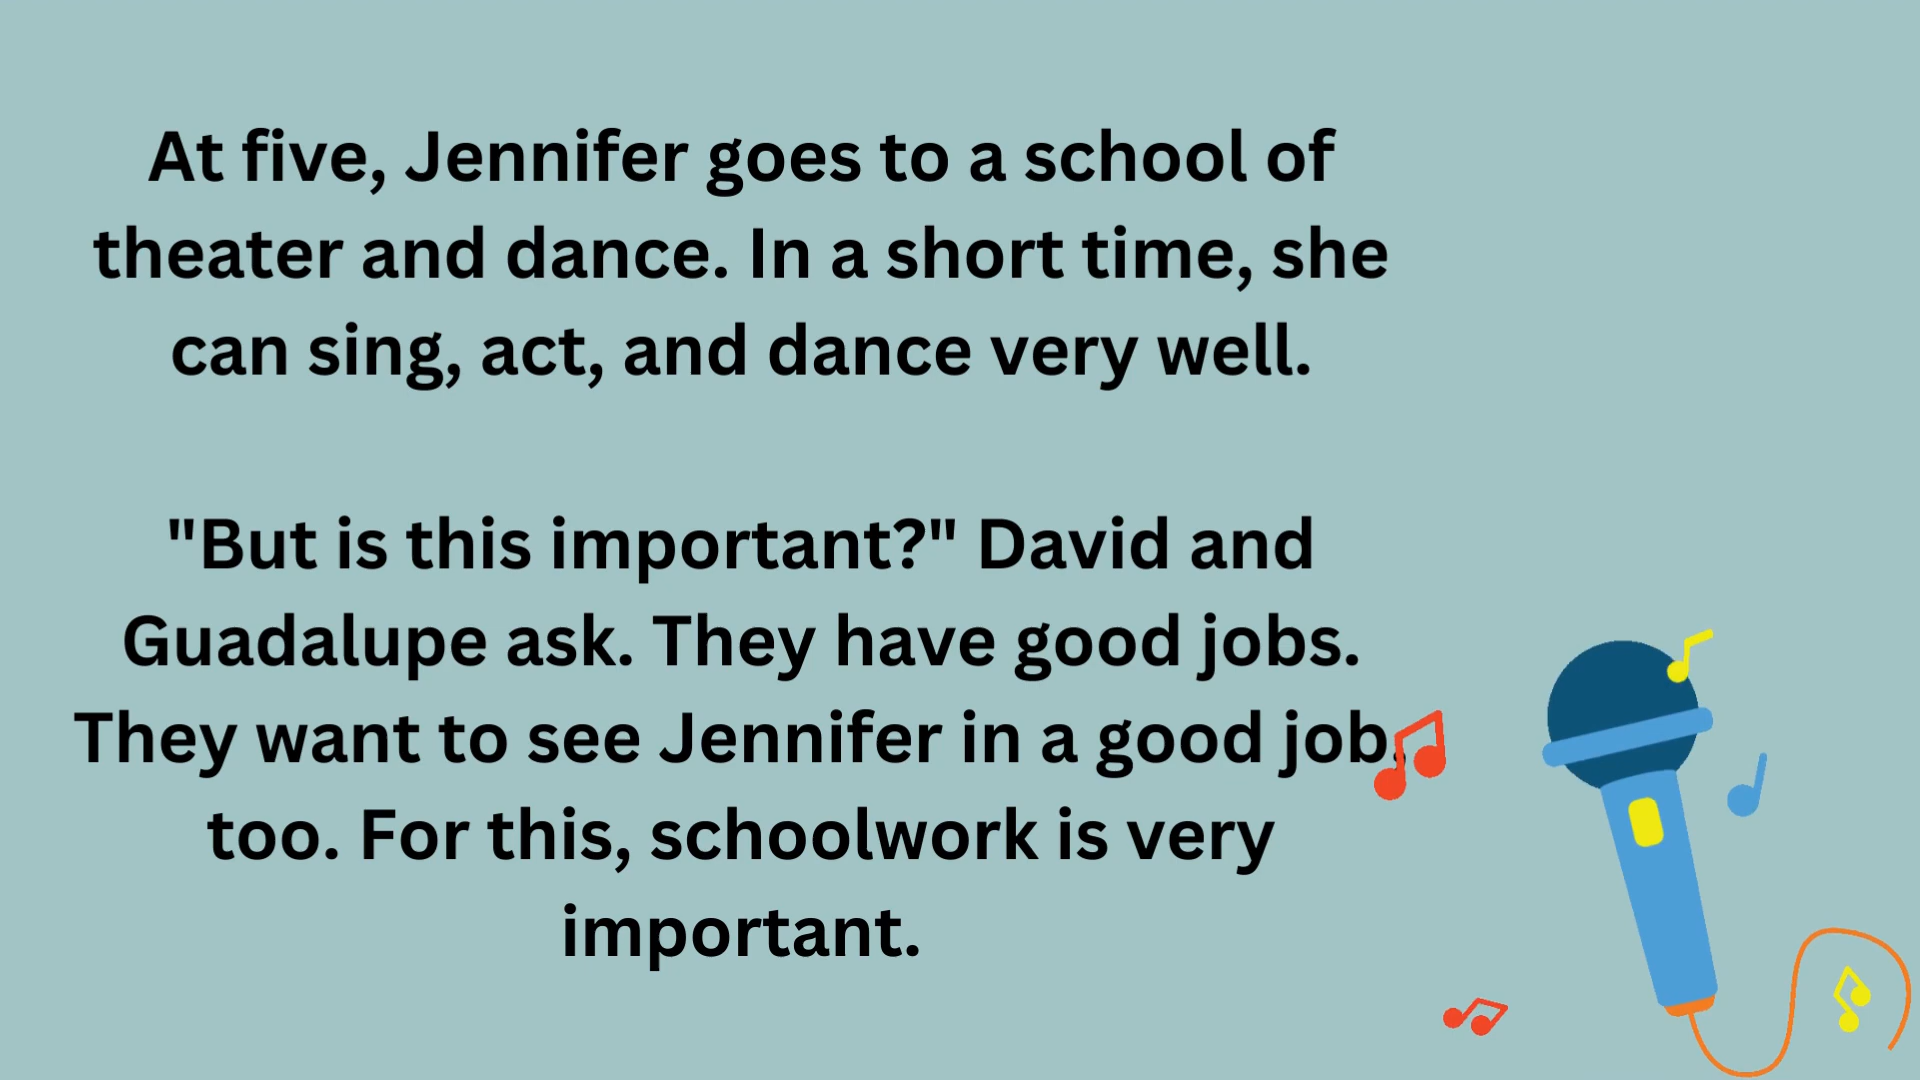 At five, Jennifer goes to a school of
theater and dance. In a short time, she
can sing, act, and dance very well.
"But is this important?" David and
Guadalupe ask. They have good jobs.
They want to see Jennifer in a good job,
too. For this, schoolwork is very
important.